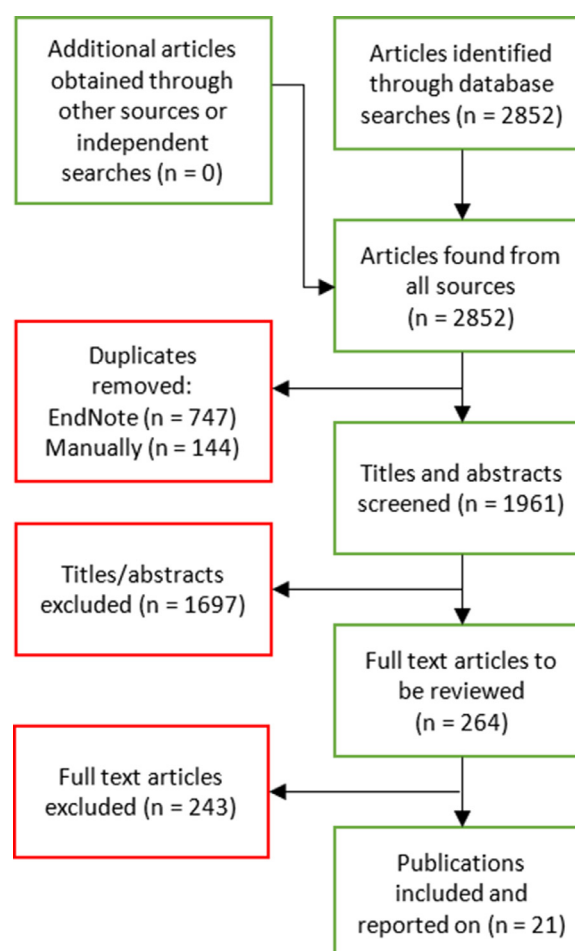 Additional articles
obtained through
other sources or
independent
searches (n = 0)
Articles identified
through database
searches (n = 2852)
Articles found from
all sources
(n = 2852)
Duplicates
removed:
EndNote (n = 747)
Manually (n = 144)
Titles and abstracts
screened (n = 1961)
Titles/abstracts
excluded (n = 1697)
Full text articles to
be reviewed
(n = 264)
Full text articles
excluded (n = 243)
Publications
included and
reported on (n = 21)